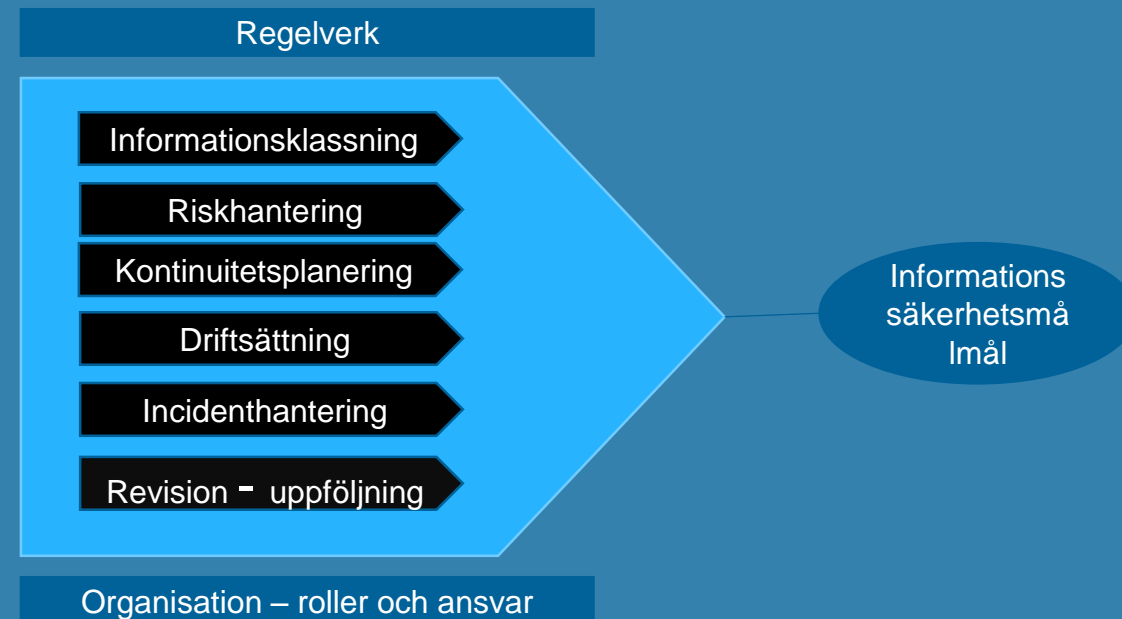 Regelverk
Informationsklassning
Riskhantering
Kontinuitetsplanering
Driftsättning
Incidenthantering
Revision - uppföljning
Informations
säkerhetsmå
lmål
Organisation – roller och ansvar